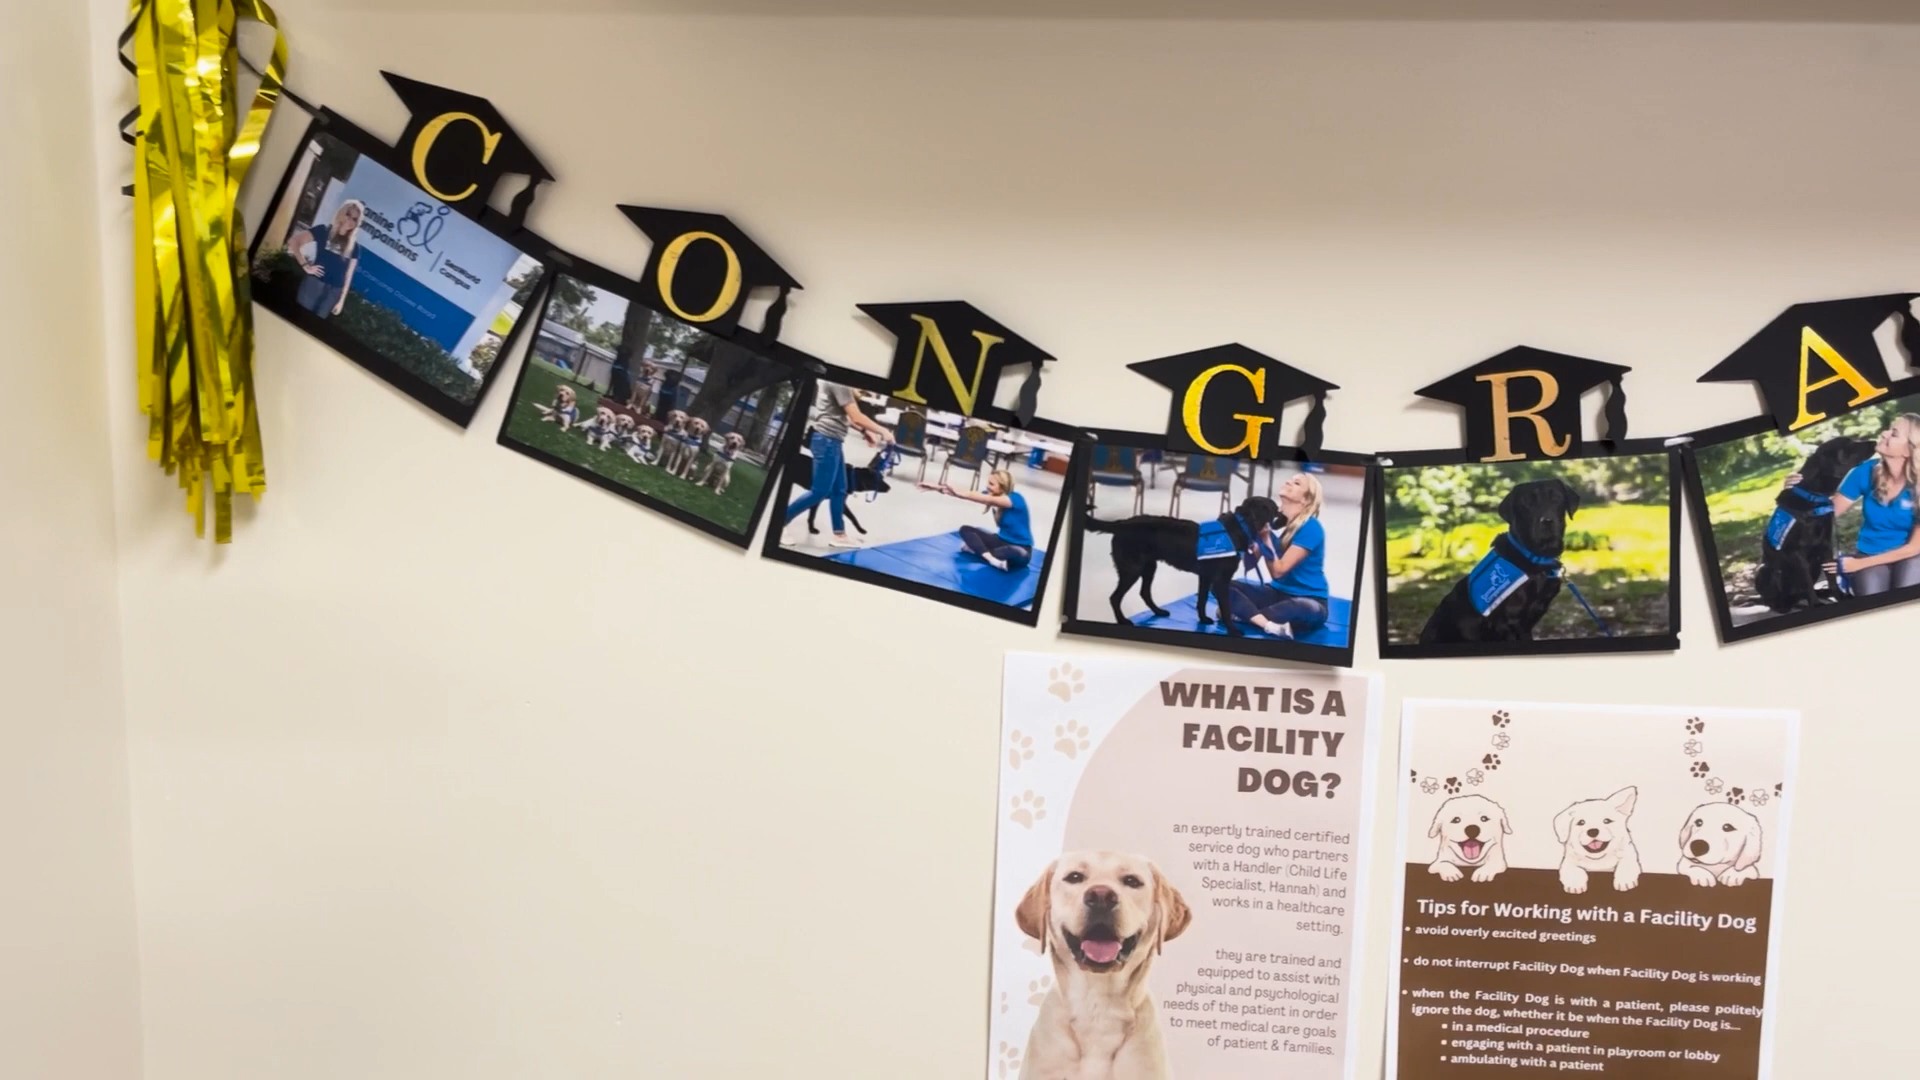 C O N G R A
Canine
Companions
SeaWorld
Campus
WHAT IS A
FACILITY
DOG?
an expertly trained certified
service dog who partners
with a Handler (Child Life
Specialist, Hannah) and
works in a healthcare
setting.
they are trained and
equipped to assist with
physical and psychological
needs of the patient in order
to meet medical care goals
of patient & families.
Tips for Working with a Facility Dog
• avoid overly excited greetings
• do not interrupt Facility Dog when Facility Dog is working
• when the Facility Dog is with a patient, please politely
ignore the dog, whether it be when the Facility Dog is...
▪ in a medical procedure
▪ engaging with a patient in playroom or lobby
▪ ambulating with a patient